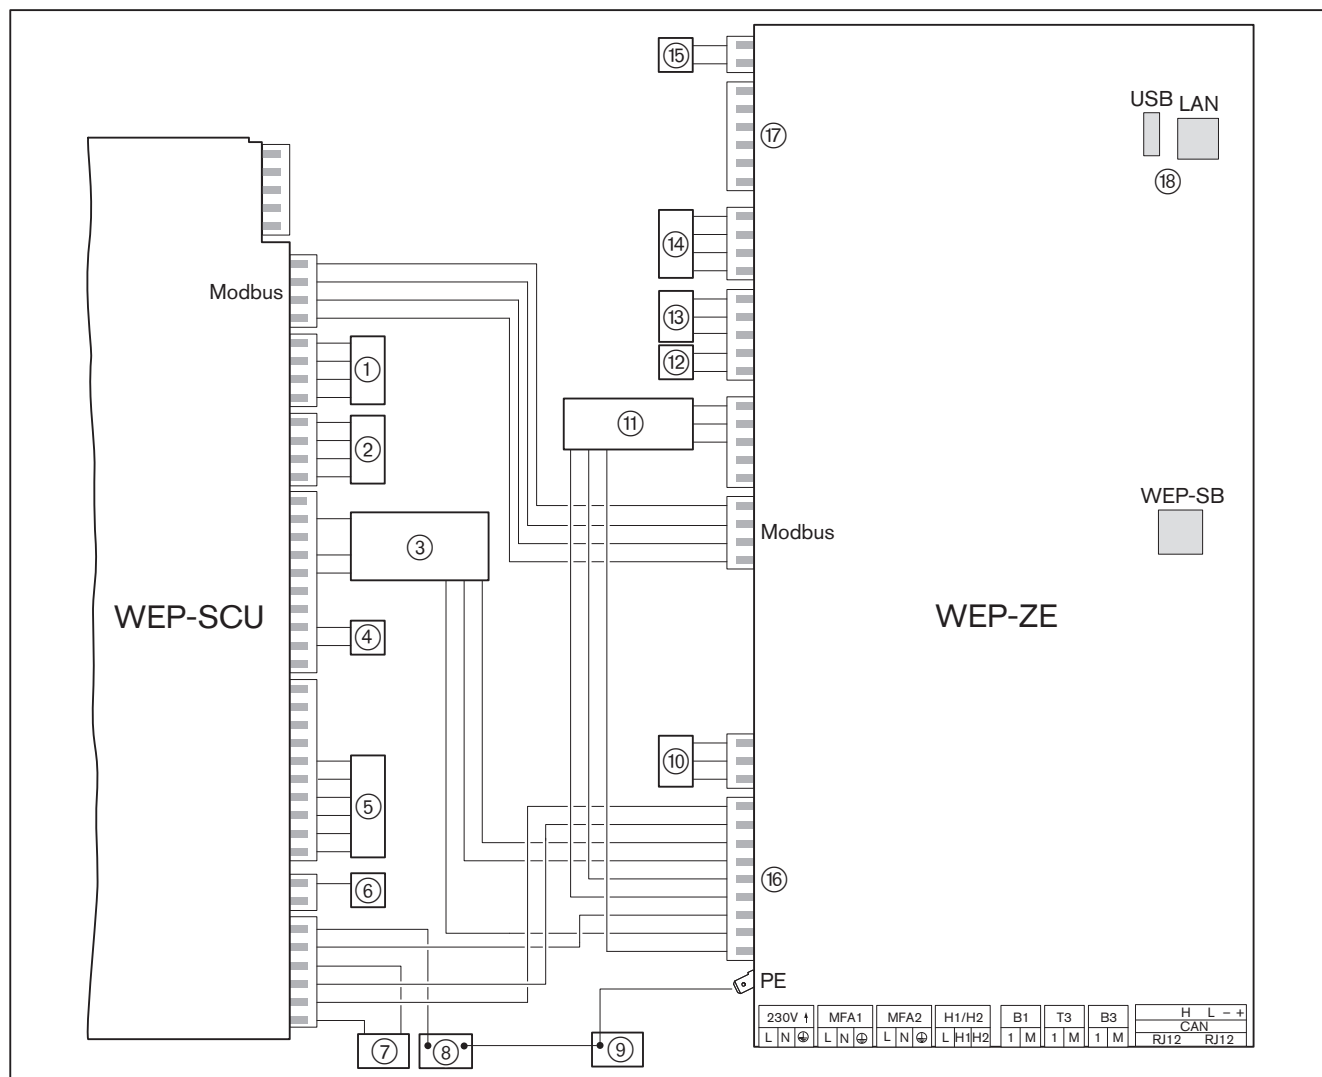 ⑮
USB LAN
⑰
⑱
⑭
Modbus
⑬
⑫
①
⑪
②
WEP-SB
③
Modbus
WEP-SCU
WEP-ZE
④
⑩
⑤
⑯
⑥
PE
230V ↑ MFA1 MFA2 H1/H2 B1 T3 B3 H L - +
CAN
L N ⏚ L N ⏚ L N ⏚ L H1 H2 1 M 1 M 1 M RJ12 RJ12
⑦ ⑧ ⑨